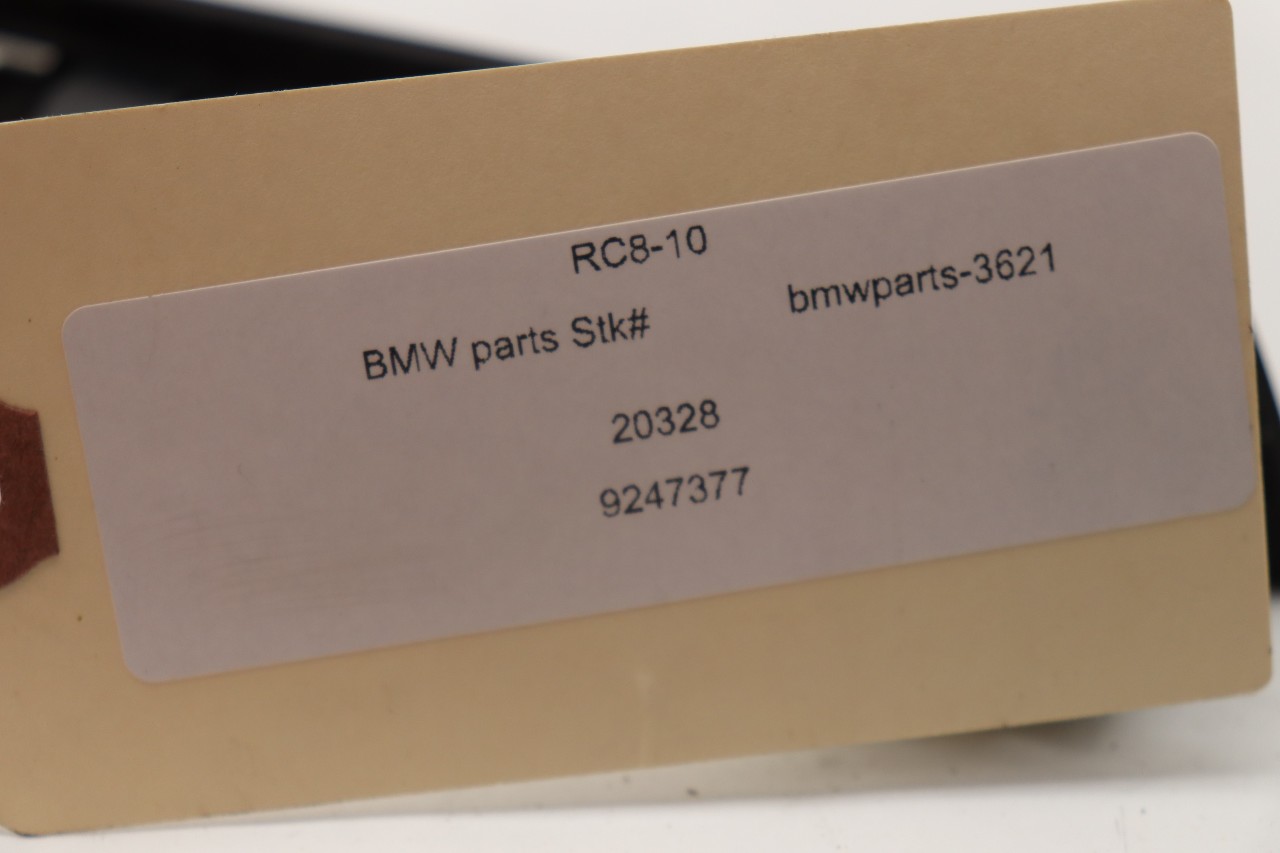 RC8-10
BMW parts Stk# bmwparts-3621
20328
9247377